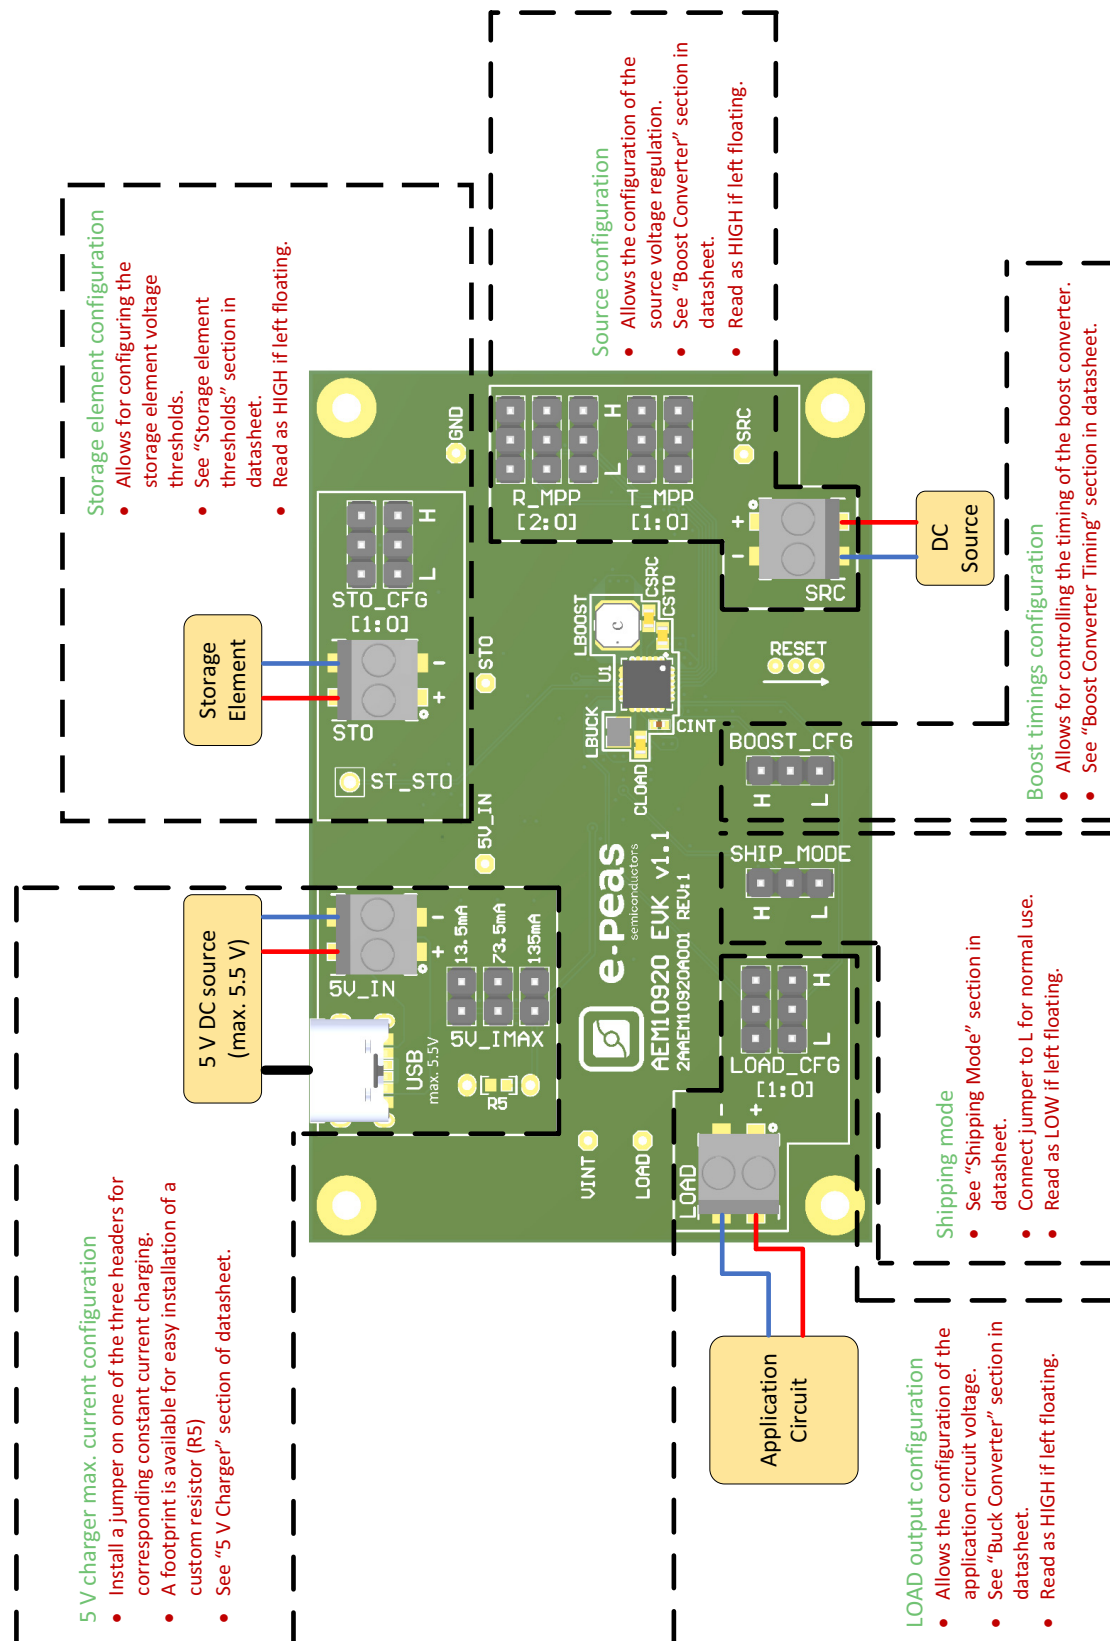 5 V charger max. current configuration
• Install a jumper on one of the three headers for
corresponding constant current charging.
• A footprint is available for easy installation of a
custom resistor (R5)
• See “5 V Charger” section of datasheet.
5 V DC source
(max. 5.5 V)
Storage
Element
Storage element configuration
• Allows for configuring the
storage element voltage
thresholds.
• See “Storage element
thresholds” section in
datasheet.
• Read as HIGH if left floating.
USB
max. 5.5V
5V_IN
+ -
ST_STO
STO
+ -
STO_CFG
[1:0]
L H
R5
5V_IMAX
13.5mA
73.5mA
135mA
5V_IN
STO
GND
VINT
LOAD
e-peas
semiconductors
AEM10920 EVK v1.1
2AAEM10920A001 REV:1
LBUCK
CLOAD
CINT
U1
LBOOST
CSRC
CSTO
R_MPP
[2:0]
L H
T_MPP
[1:0]
SRC
LOAD
- +
LOAD_CFG
[1:0]
L H
SHIP_MODE
H
L
BOOST_CFG
H
L
RESET
SRC
- +
Source configuration
• Allows the configuration of the
source voltage regulation.
• See “Boost Converter” section in
datasheet.
• Read as HIGH if left floating.
Application
Circuit
DC
Source
LOAD output configuration
• Allows the configuration of the
application circuit voltage.
• See “Buck Converter” section in
datasheet.
• Read as HIGH if left floating.
Shipping mode
• See “Shipping Mode” section in
datasheet.
• Connect jumper to L for normal use.
• Read as LOW if left floating.
Boost timings configuration
• Allows for controlling the timing of the boost converter.
• See “Boost Converter Timing” section in datasheet.